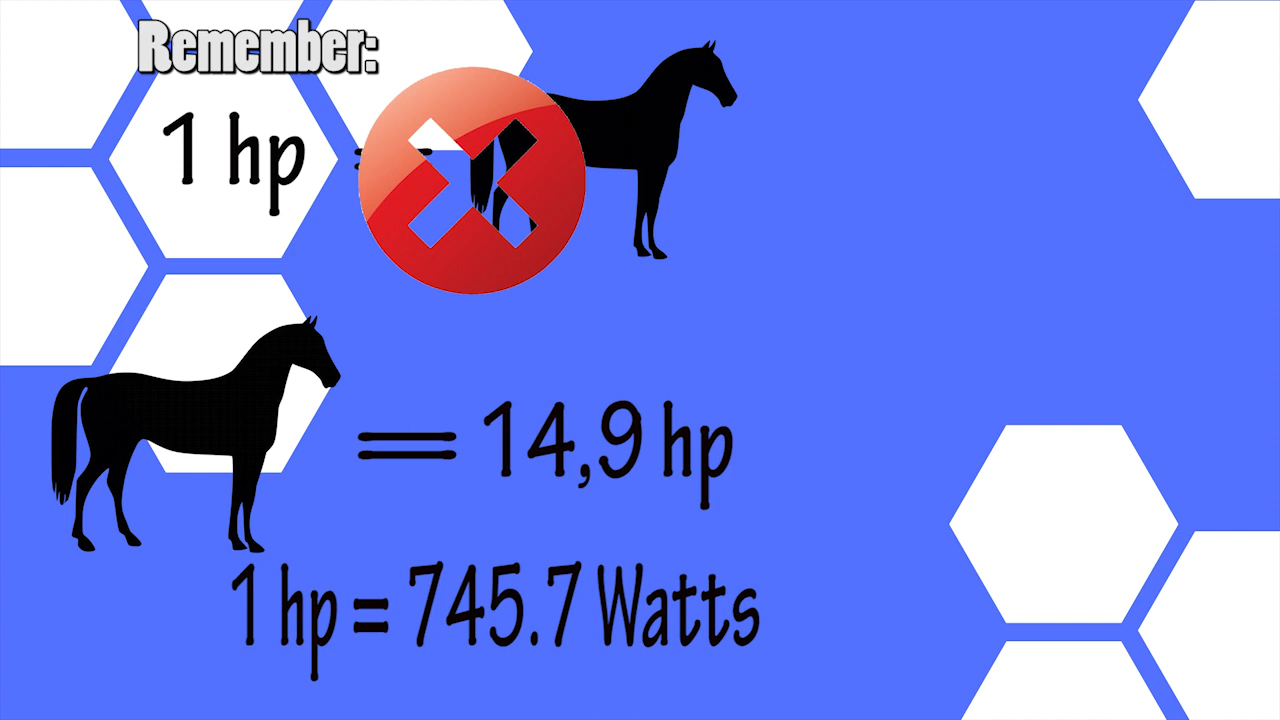 Remember:
1 hp =
= 14,9 hp
1 hp = 745.7 Watts